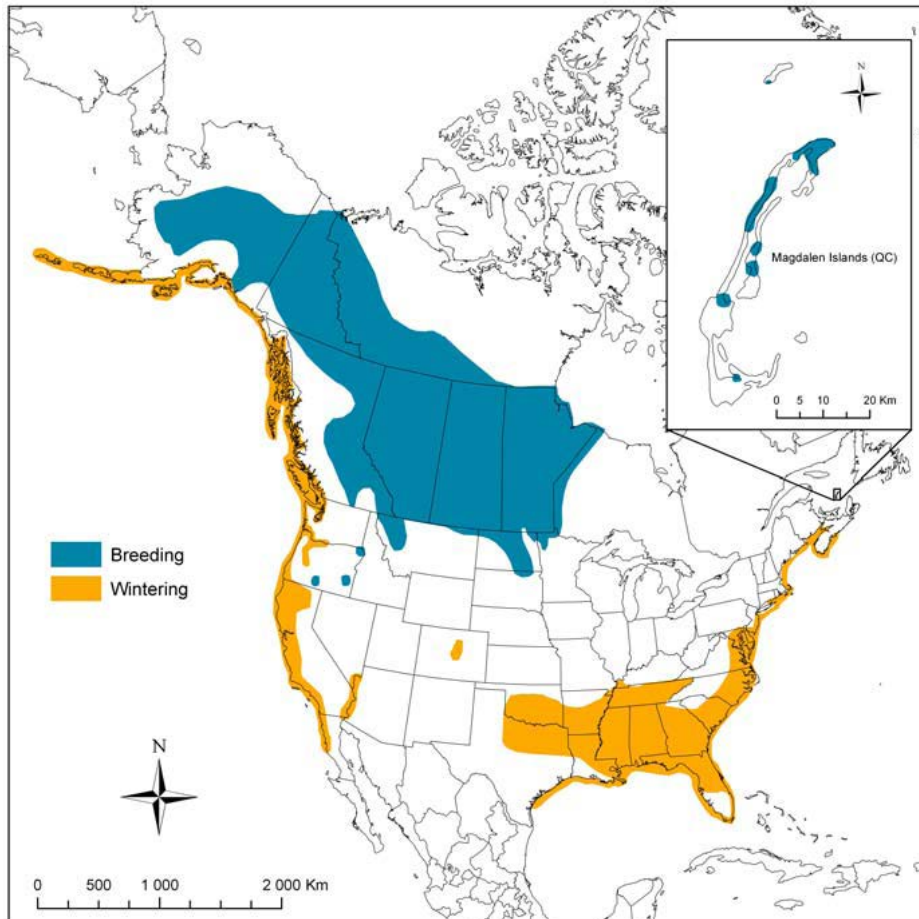 N
Magdalen Islands (QC)
0 5 10 20 Km
Breeding
Wintering
N
0 500 1 000 2 000 Km